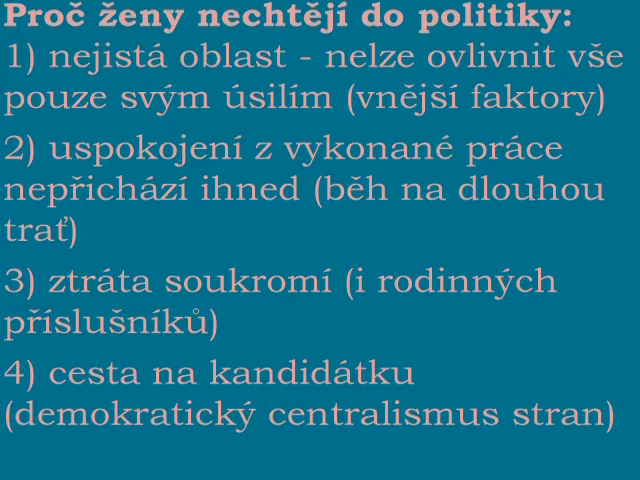 Proč ženy nechtějí do politiky:
1) nejistá oblast - nelze ovlivnit vše
pouze svým úsilím (vnější faktory)
2) uspokojení z vykonané práce
nepřichází ihned (běh na dlouhou
trať)
3) ztráta soukromí (i rodinných
příslušníků)
4) cesta na kandidátku
(demokratický centralismus stran)